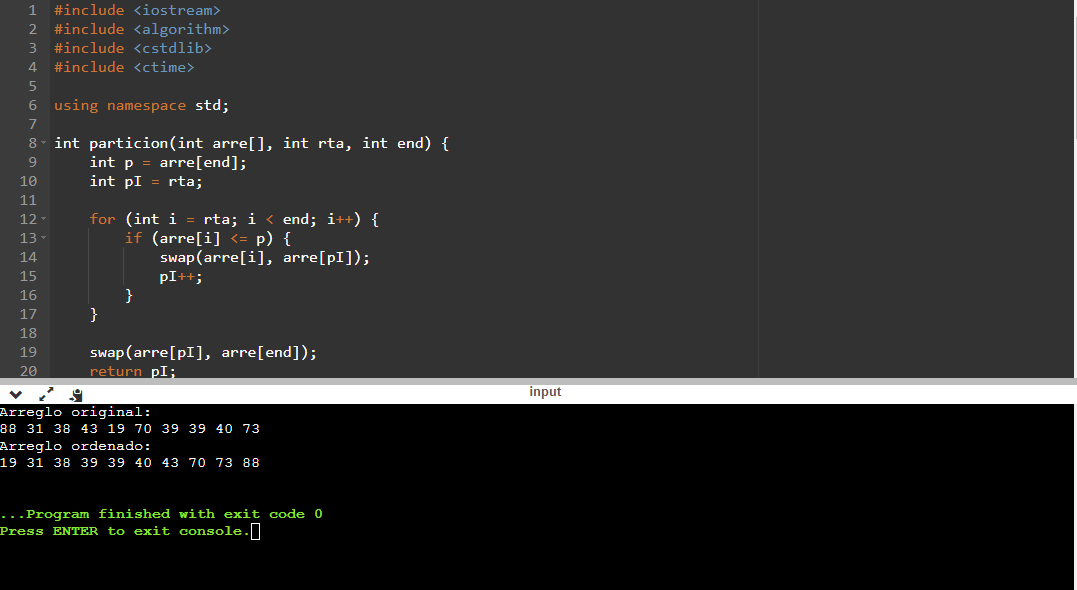 1 #include <iostream>
2 #include <algorithm>
3 #include <cstdlib>
4 #include <ctime>
5
6 using namespace std;
7
8 int particion(int arre[], int rta, int end) {
9     int p = arre[end];
10     int pI = rta;
11
12     for (int i = rta; i < end; i++) {
13         if (arre[i] <= p) {
14             swap(arre[i], arre[pI]);
15             pI++;
16         }
17     }
18
19     swap(arre[pI], arre[end]);
20     return pI;
input
Arreglo original:
88 31 38 43 19 70 39 39 40 73
Arreglo ordenado:
19 31 38 39 39 40 43 70 73 88
...Program finished with exit code 0
Press ENTER to exit console.